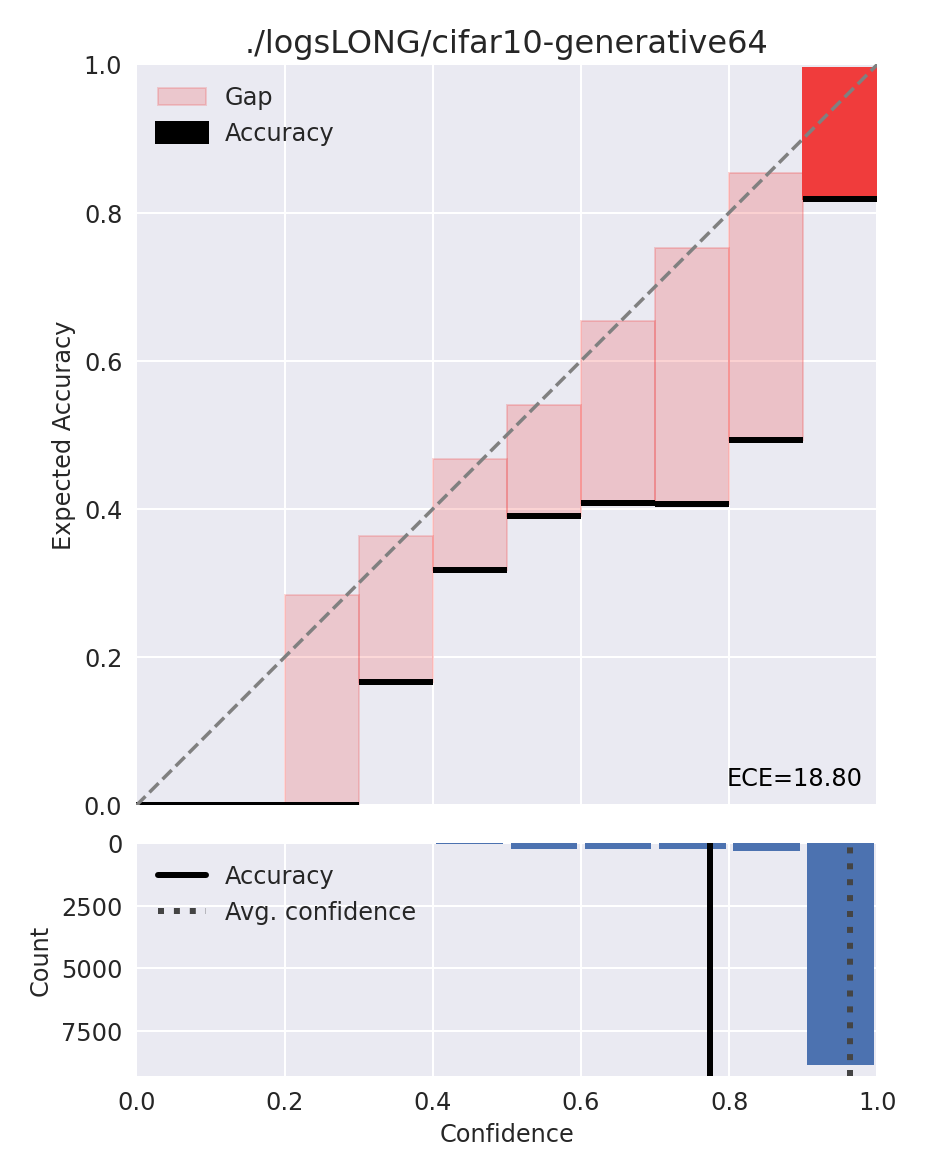 ./logsLONG/cifar10-generative64
1.0
Gap
Accuracy
0.8
0.6
Expected Accuracy
0.4
0.2
ECE=18.80
0.0
0
Accuracy
2500
Avg. confidence
Count
5000
7500
0.0 0.2 0.4 0.6 0.8 1.0
Confidence